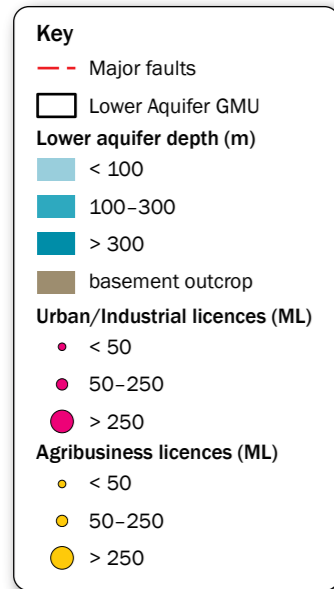 Key
Major faults
Lower Aquifer GMU
Lower aquifer depth (m)
< 100
100–300
> 300
basement outcrop
Urban/Industrial licences (ML)
< 50
50–250
> 250
Agribusiness licences (ML)
< 50
50–250
> 250